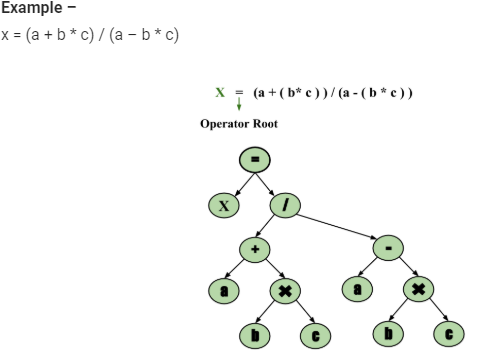 Example –
x = (a + b * c) / (a – b * c)
X = (a + ( b* c ) ) / (a - ( b * c ) )
Operator Root
=
X /
+ -
a ✖ a ✖
b c b c